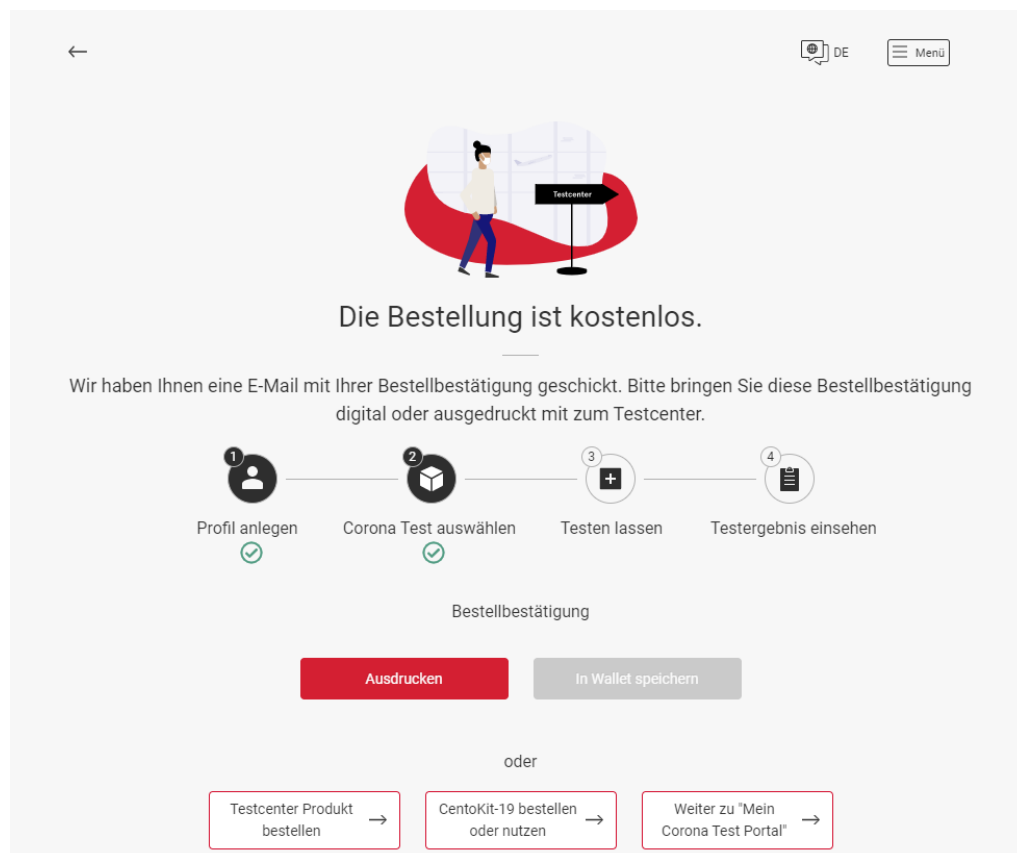 DE
Menü
Testcenter
Die Bestellung ist kostenlos.
Wir haben Ihnen eine E-Mail mit Ihrer Bestellbestätigung geschickt. Bitte bringen Sie diese Bestellbestätigung
digital oder ausgedruckt mit zum Testcenter.
1
2
3
4
Profil anlegen
Corona Test auswählen
Testen lassen
Testergebnis einsehen
Bestellbestätigung
Ausdrucken
In Wallet speichern
oder
Testcenter Produkt
bestellen
CentoKit-19 bestellen
oder nutzen
Weiter zu "Mein
Corona Test Portal"